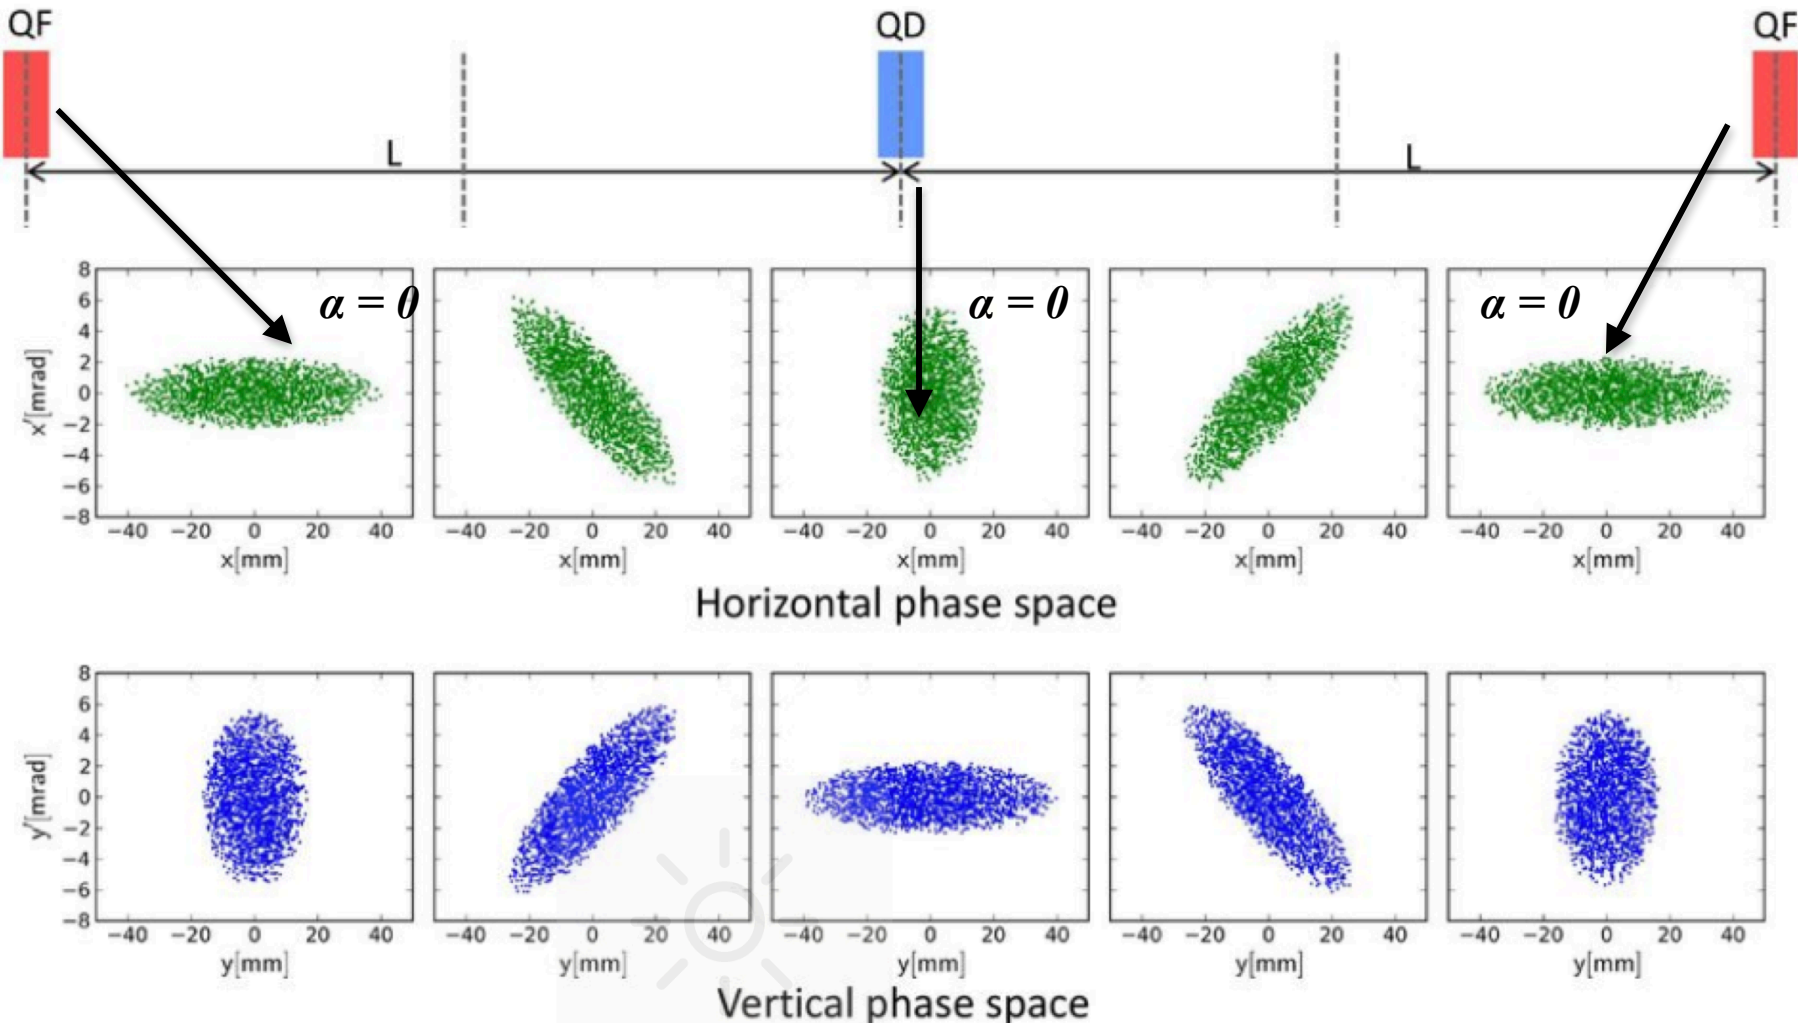 QF QD QF
L L
α = 0 α = 0 α = 0
8
6
4
2
0
−2
−4
−6
−8
x′[mrad]
−40 −20 0 20 40 −40 −20 0 20 40 −40 −20 0 20 40 −40 −20 0 20 40 −40 −20 0 20 40
x[mm] x[mm] x[mm] x[mm] x[mm]
Horizontal phase space
8
6
4
2
0
−2
−4
−6
−8
y′[mrad]
−40 −20 0 20 40 −40 −20 0 20 40 −40 −20 0 20 40 −40 −20 0 20 40 −40 −20 0 20 40
y[mm] y[mm] y[mm] y[mm] y[mm]
Vertical phase space